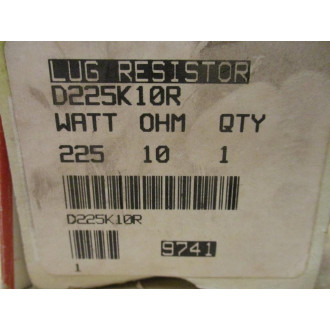 LUG RESISTOR
D225K10R
WATT OHM QTY
225 10 1
D225K10R
9741
1